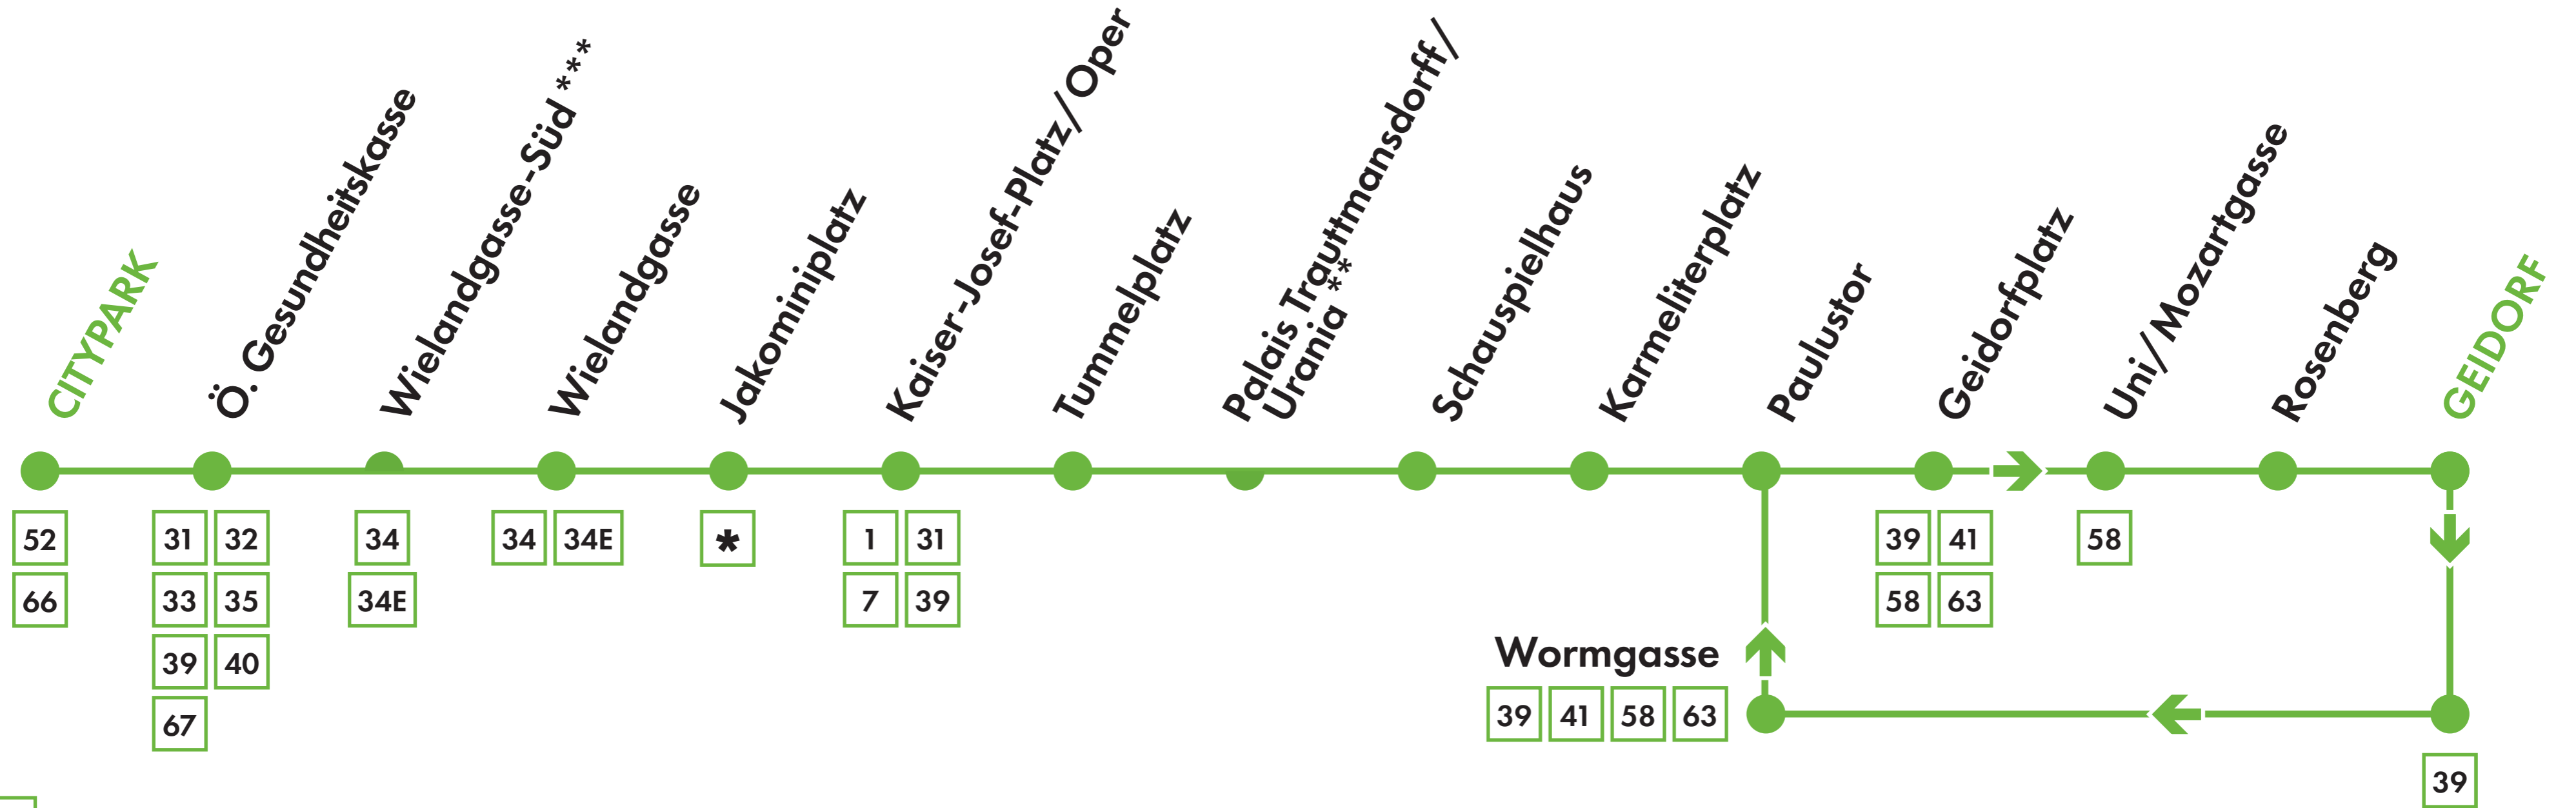 CITYPARK
Ö. Gesundheitskasse
Wielandgasse-Süd ***
Wielandgasse
Jakominiplatz
Kaiser-Josef-Platz/Oper
Tummelplatz
Palais Trauttmansdorff/
Urania **
Schauspielhaus
Karmeliterplatz
Paulustor
Geidorfplatz
Uni/Mozartgasse
Rosenberg
GEIDORF
52
66
31 32
33 35
39 40
67
34
34E
34 34E
*
1 31
7 39
39 41
58 63
58
Wormgasse
39 41 58 63
39